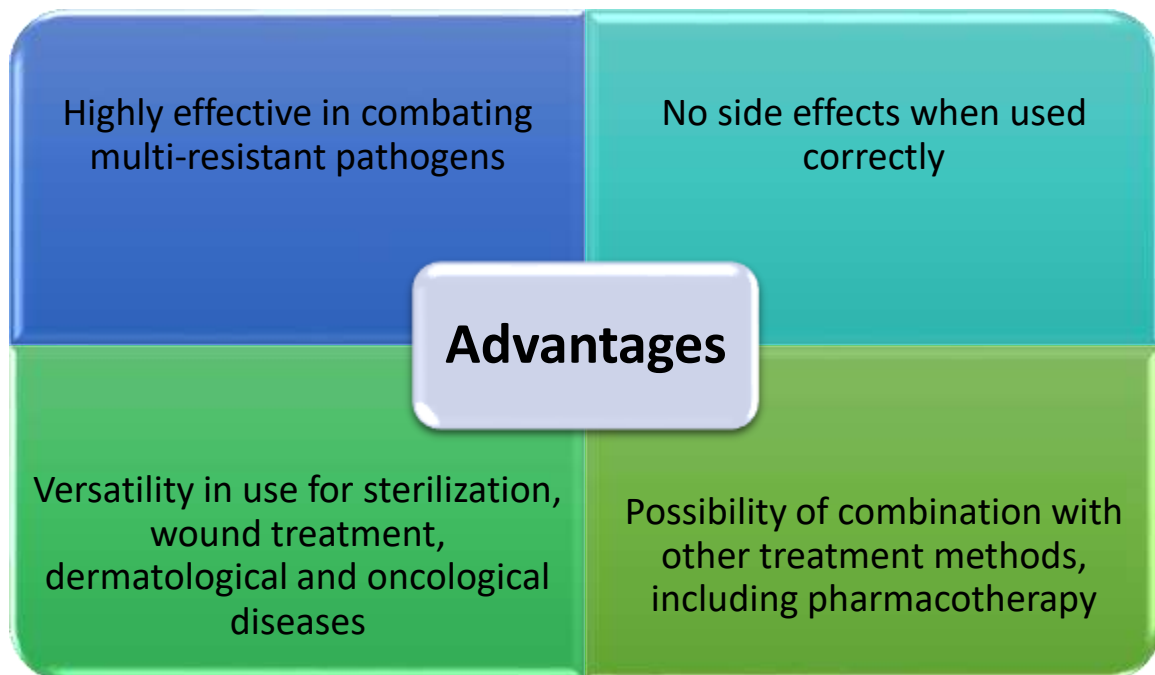 Highly effective in combating
multi-resistant pathogens
No side effects when used
correctly
Advantages
Versatility in use for sterilization,
wound treatment,
dermatological and oncological
diseases
Possibility of combination with
other treatment methods,
including pharmacotherapy